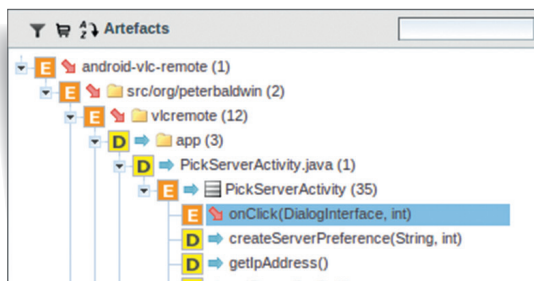 Artefacts
E android-vlc-remote (1)
E src/org/peterbaldwin (2)
E vlcremote (12)
D app (3)
D PickServerActivity.java (1)
E PickServerActivity (35)
E onClick(DialogInterface, int)
D createServerPreference(String, int)
D getIpAddress()